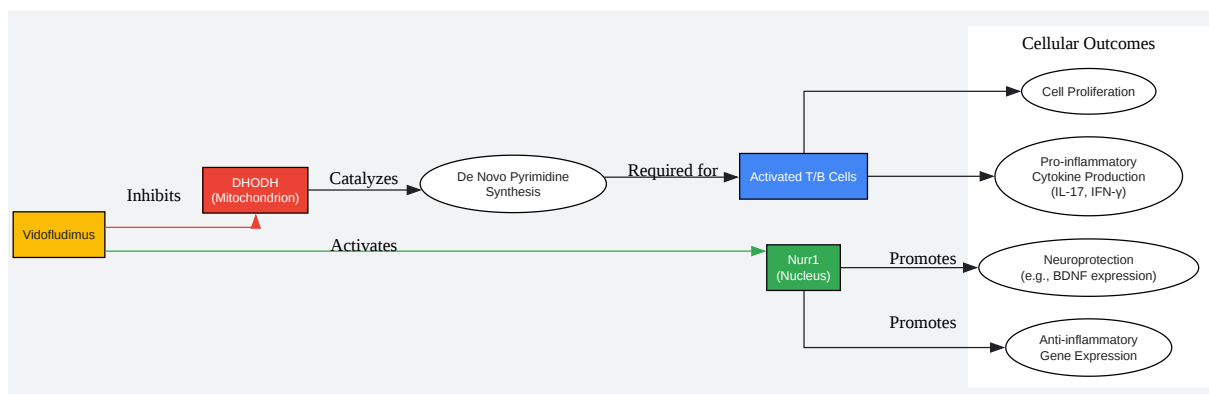 Cellular Outcomes
Cell Proliferation
Pro-inflammatory
Cytokine Production
(IL-17, IFN-γ)
Required for
Activated T/B Cells
De Novo Pyrimidine
Synthesis
Catalyzes
DHODH
(Mitochondrion)
Inhibits
Vidofludimus
Activates
Nurr1
(Nucleus)
Promotes
Neuroprotection
(e.g., BDNF expression)
Promotes
Anti-inflammatory
Gene Expression